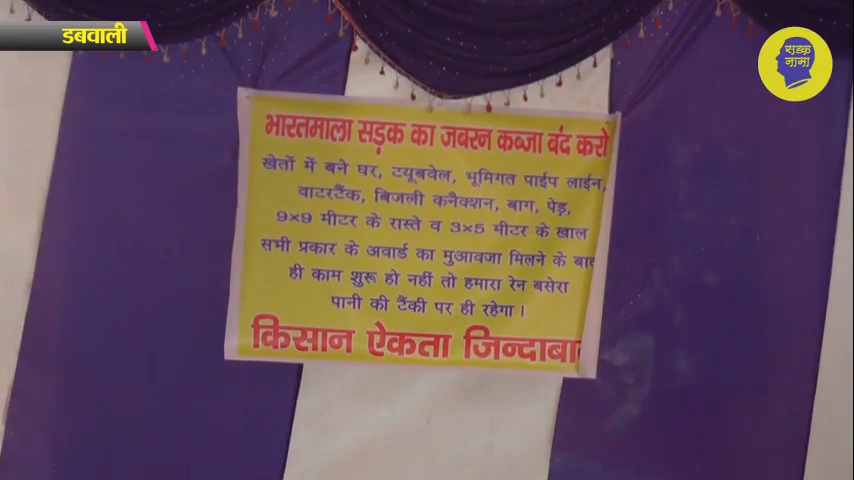 डबवाली
सड़क
नामा
भारतमाला सड़क का जबरन कब्जा बंद करो
खेतों में बने घर, टयूबवेल, भूमिगत पाईप लाईन,
वाटरटैंक, बिजली कनैक्शन, बाग, पेड़,
9×9 मीटर के रास्ते व 3×5 मीटर के खाल
सभी प्रकार के अवार्ड का मुआवजा मिलने के बाद
ही काम शुरू हो नहीं तो हमारा रेन बसेरा
पानी की टैंकी पर ही रहेगा।
किसान ऐकता जिन्दाबा